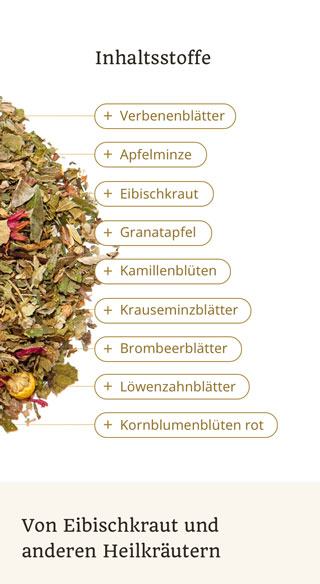 Inhaltsstoffe
+ Verbenenblätter
+ Apfelminze
+ Eibischkraut
+ Granatapfel
+ Kamillenblüten
+ Krauseminzblätter
+ Brombeerblätter
+ Löwenzahnblätter
+ Kornblumenblüten rot
Von Eibischkraut und
anderen Heilkräutern